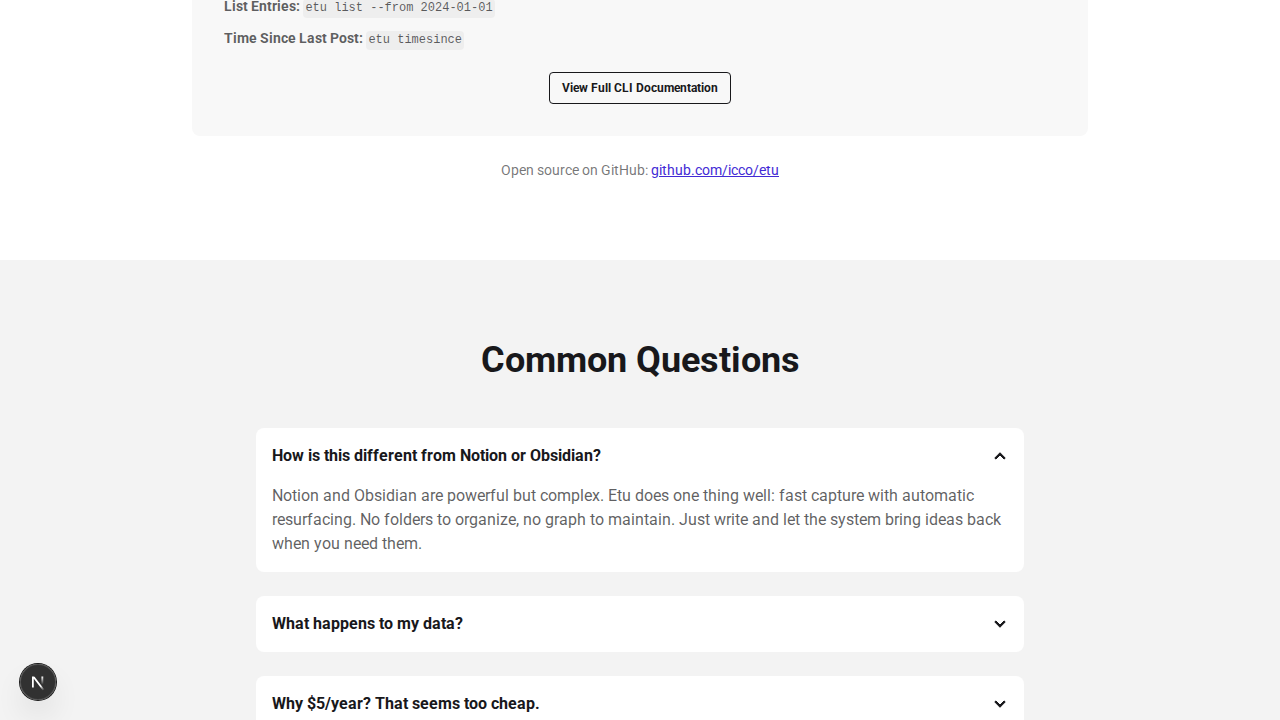 List Entries: etu list --from 2024-01-01
Time Since Last Post: etu timesince
View Full CLI Documentation
Open source on GitHub: github.com/icco/etu
Common Questions
How is this different from Notion or Obsidian?
Notion and Obsidian are powerful but complex. Etu does one thing well: fast capture with automatic
resurfacing. No folders to organize, no graph to maintain. Just write and let the system bring ideas back
when you need them.
What happens to my data?
N
Why $5/year? That seems too cheap.